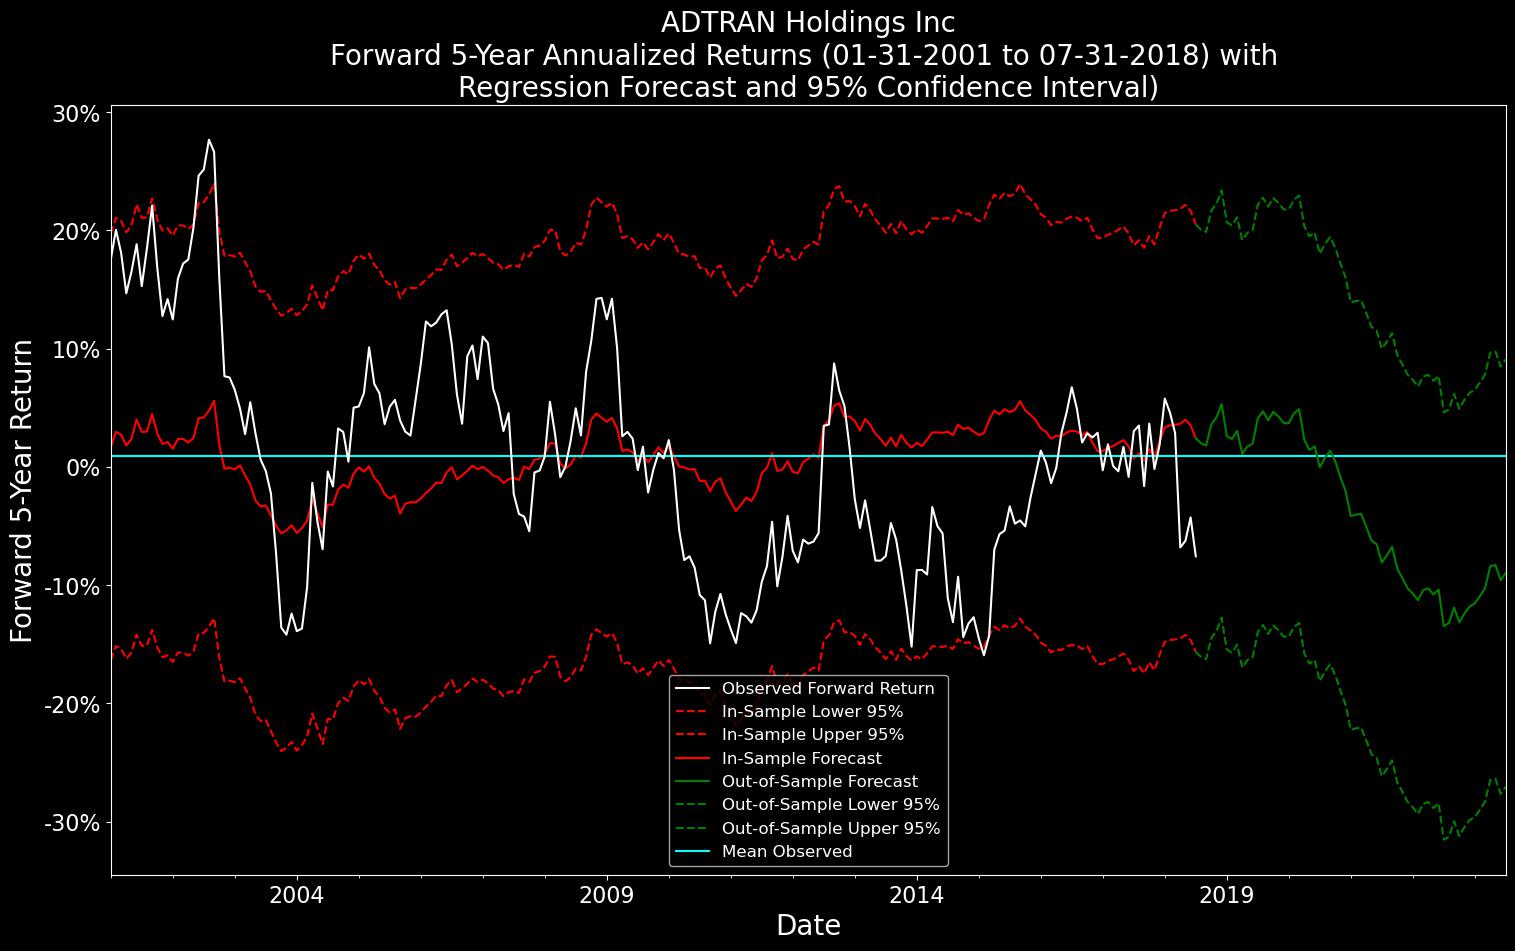 ADTRAN Holdings Inc
Forward 5-Year Annualized Returns (01-31-2001 to 07-31-2018) with
Regression Forecast and 95% Confidence Interval)
Forward 5-Year Return
30%
20%
10%
0%
-10%
-20%
-30%
Observed Forward Return
In-Sample Lower 95%
In-Sample Upper 95%
In-Sample Forecast
Out-of-Sample Forecast
Out-of-Sample Lower 95%
Out-of-Sample Upper 95%
Mean Observed
2004
2009
2014
2019
Date